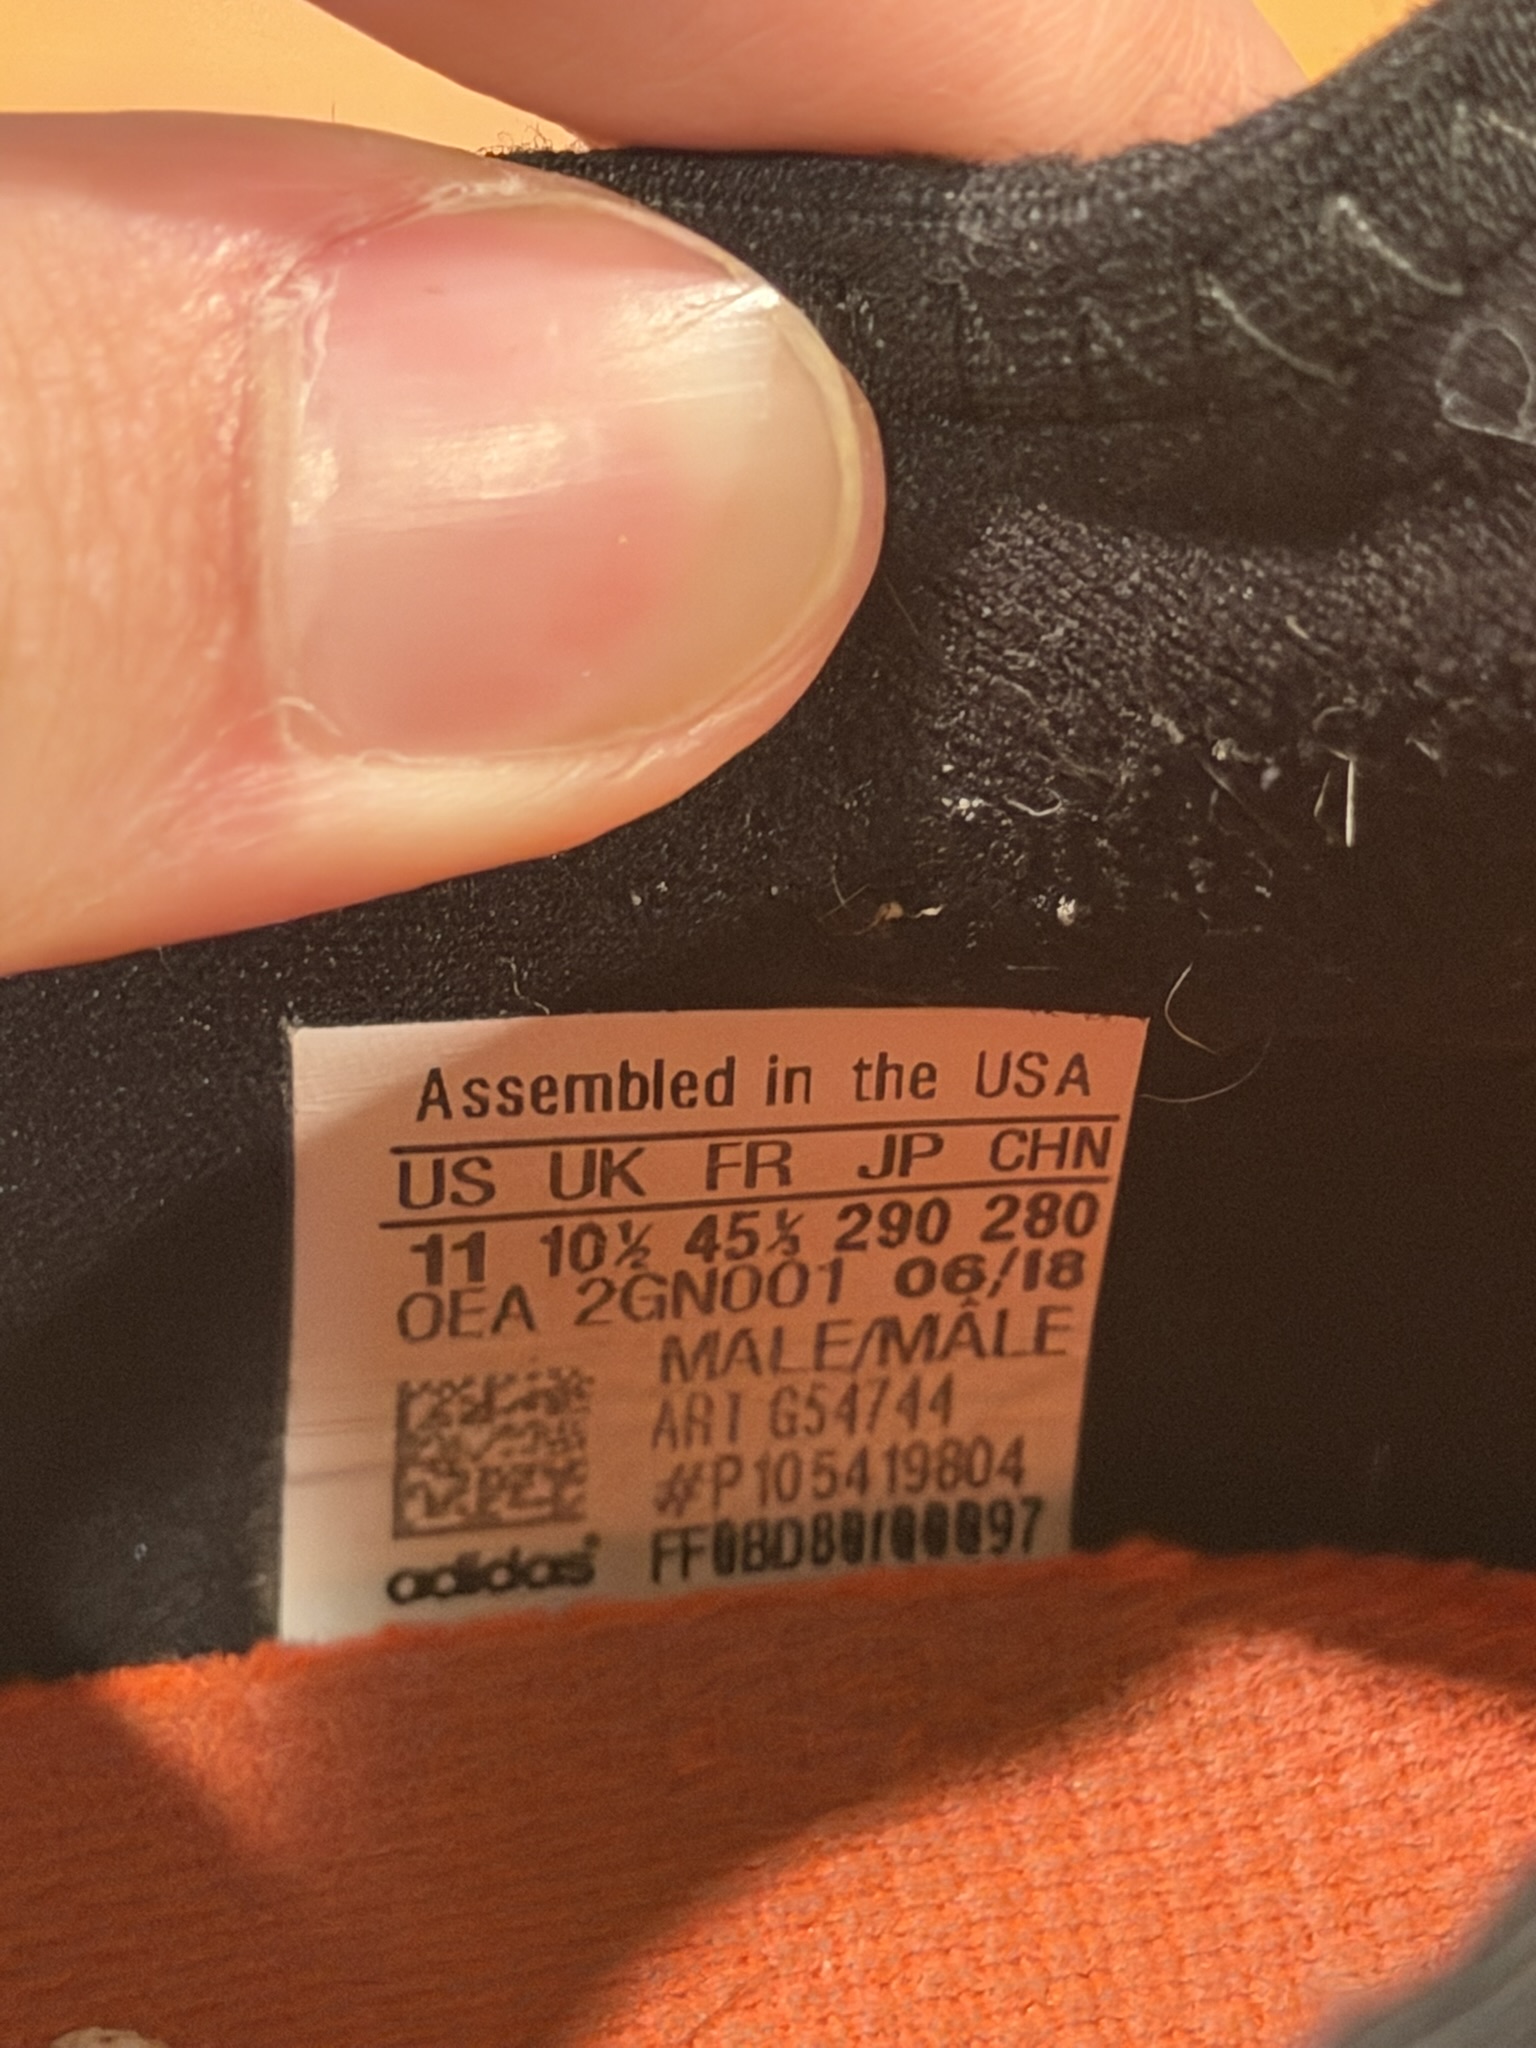 Assembled in the USA
US UK FR JP CHN
11 10½ 45⅓ 290 280
OEA 2GN001 06/18
MALE/MÂLE
ART G54744
#P105419804
adidas®